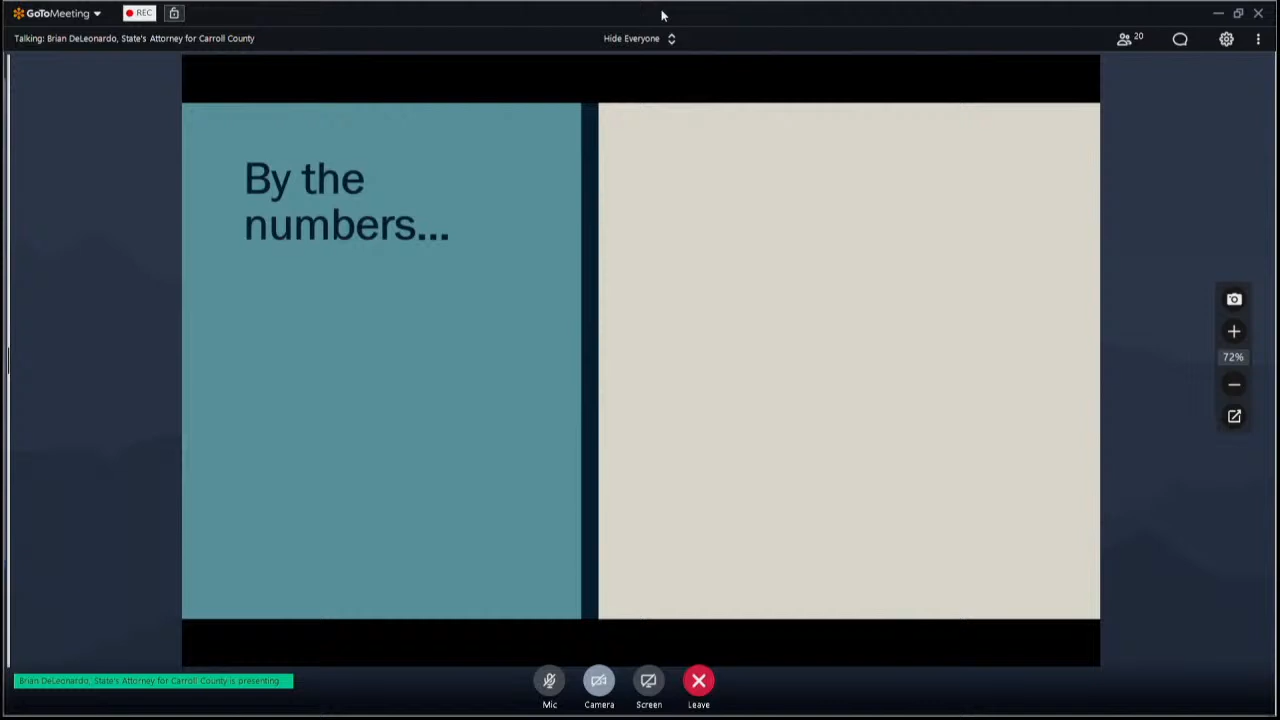 GoToMeeting
REC
Talking: Brian DeLeonardo, State's Attorney for Carroll County
Hide Everyone
20
By the
numbers...
72%
Brian DeLeonardo, State's Attorney for Carroll County is presenting.
Mic
Camera
Screen
Leave